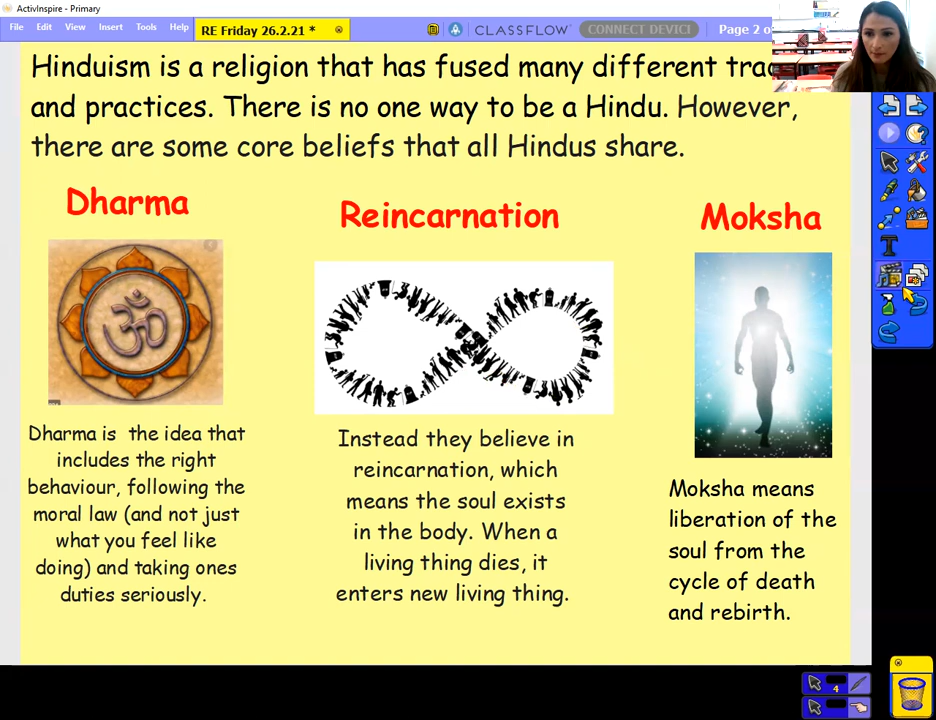 ActivInspire - Primary
File Edit View Insert Tools Help
RE Friday 26.2.21 *
CLASSFLOW
CONNECT DEVICI
Page 2
Hinduism is a religion that has fused many different
and practices. There is no one way to be a Hindu. However,
there are some core beliefs that all Hindus share.
Dharma
ॐ
Dharma is the idea that
includes the right
behaviour, following the
moral law (and not just
what you feel like
doing) and taking ones
duties seriously.
Reincarnation
Instead they believe in
reincarnation, which
means the soul exists
in the body. When a
living thing dies, it
enters new living thing.
Moksha
Moksha means
liberation of the
soul from the
cycle of death
and rebirth.
T
4